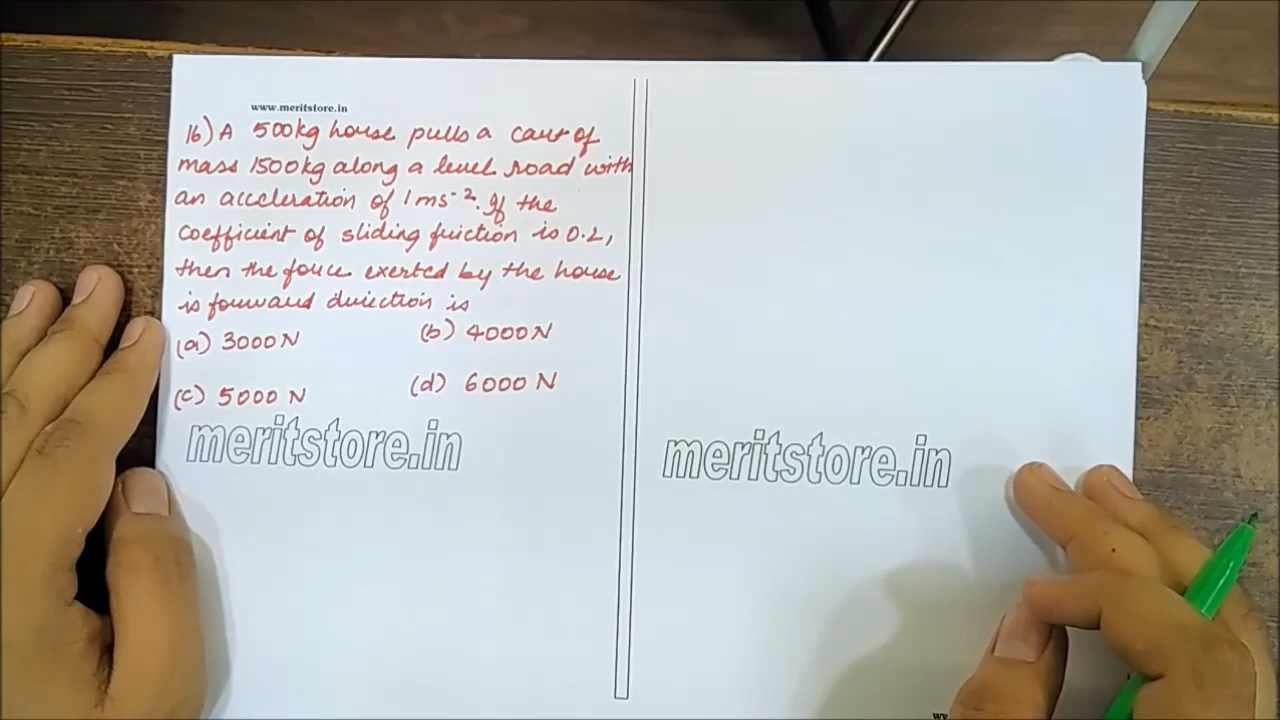 www.meritstore.in
16) A 500kg horse pulls a cart of
mass 1500kg along a level road with
an accleration of 1ms⁻². If the
coefficient of sliding friction is 0.2,
then the force exerted by the horse
is forward direction is
(a) 3000N (b) 4000N
(c) 5000 N (d) 6000 N
meritstore.in meritstore.in